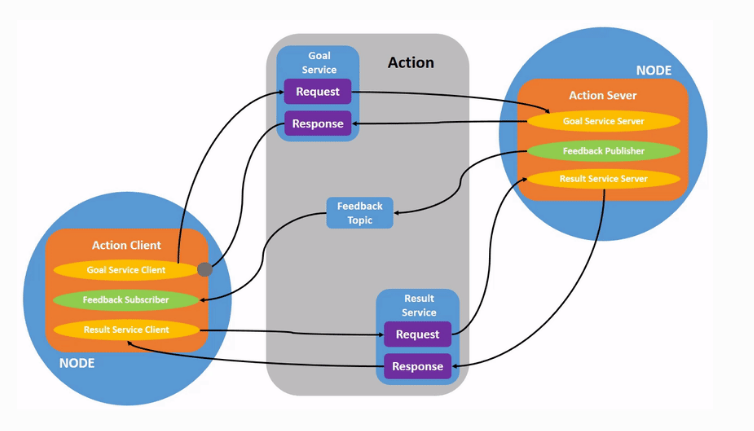 Goal
Service
Action
Request
Response
NODE
Action Sever
Goal Service Server
Feedback Publisher
Result Service Server
Feedback
Topic
Action Client
Goal Service Client
Feedback Subscriber
Result Service Client
NODE
Result
Service
Request
Response